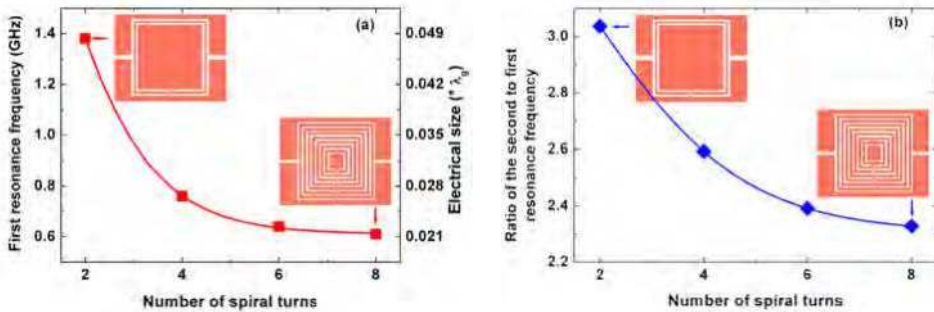 First resonance frequency (GHz)
1.4
1.2
1.0
0.8
0.6
(a)
0.049
0.042
0.035
0.028
0.021
Electrical size (* λg)
2
4
6
8
Number of spiral turns
Ratio of the second to first
resonance frequency
3.0
2.8
2.6
2.4
2.2
(b)
2
4
6
8
Number of spiral turns